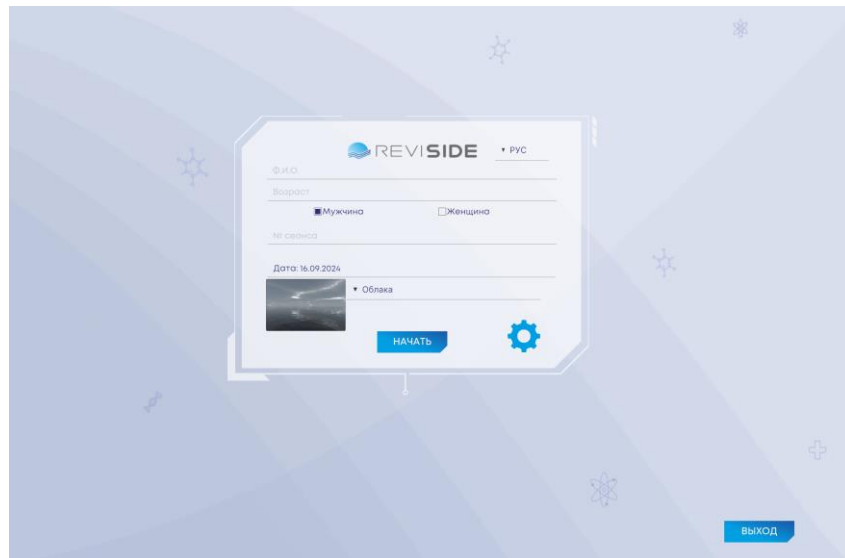 REVISIDE ▾ РУС
Ф.И.О.
Возраст
Мужчина Женщина
№ сеанса
Дата: 16.09.2024
▾ Облака
НАЧАТЬ
ВЫХОД